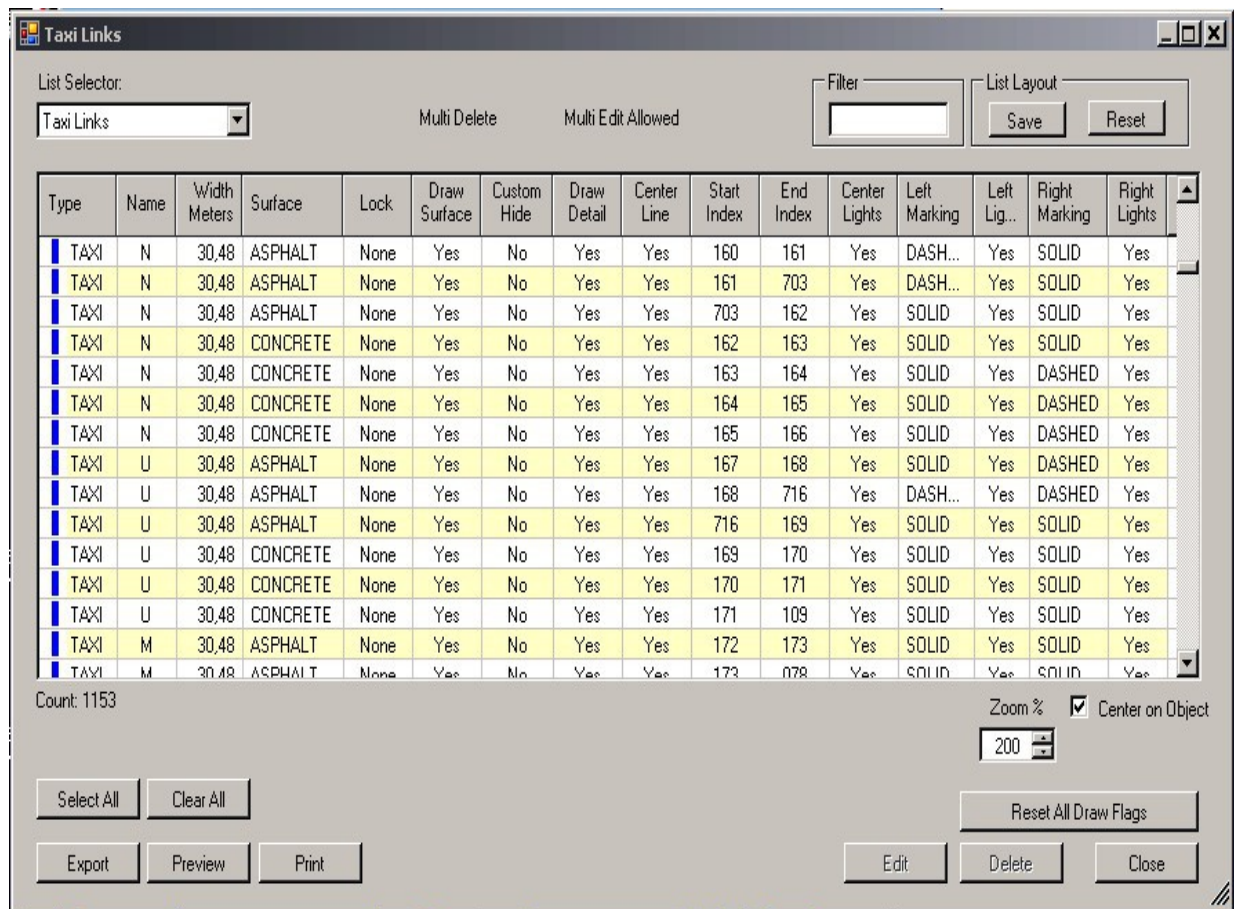 Taxi Links
List Selector:
Filter
List Layout
Taxi Links
Multi Delete
Multi Edit Allowed
Save
Reset
Type Name Width Meters Surface Lock Draw Surface Custom Hide Draw Detail Center Line Start Index End Index Center Lights Left Marking Left Lig... Right Marking Right Lights
TAXI N 30,48 ASPHALT None Yes No Yes Yes 160 161 Yes DASH... Yes SOLID Yes
TAXI N 30,48 ASPHALT None Yes No Yes Yes 161 703 Yes DASH... Yes SOLID Yes
TAXI N 30,48 ASPHALT None Yes No Yes Yes 703 162 Yes SOLID Yes SOLID Yes
TAXI N 30,48 CONCRETE None Yes No Yes Yes 162 163 Yes SOLID Yes SOLID Yes
TAXI N 30,48 CONCRETE None Yes No Yes Yes 163 164 Yes SOLID Yes DASHED Yes
TAXI N 30,48 CONCRETE None Yes No Yes Yes 164 165 Yes SOLID Yes DASHED Yes
TAXI N 30,48 CONCRETE None Yes No Yes Yes 165 166 Yes SOLID Yes DASHED Yes
TAXI U 30,48 ASPHALT None Yes No Yes Yes 167 168 Yes SOLID Yes DASHED Yes
TAXI U 30,48 ASPHALT None Yes No Yes Yes 168 716 Yes DASH... Yes DASHED Yes
TAXI U 30,48 ASPHALT None Yes No Yes Yes 716 169 Yes SOLID Yes SOLID Yes
TAXI U 30,48 CONCRETE None Yes No Yes Yes 169 170 Yes SOLID Yes SOLID Yes
TAXI U 30,48 CONCRETE None Yes No Yes Yes 170 171 Yes SOLID Yes SOLID Yes
TAXI U 30,48 CONCRETE None Yes No Yes Yes 171 109 Yes SOLID Yes SOLID Yes
TAXI M 30,48 ASPHALT None Yes No Yes Yes 172 173 Yes SOLID Yes SOLID Yes
TAXI M 30,48 ASPHALT None Yes No Yes Yes 173 Yes SOLID Yes SOLID Yes
Count: 1153
Zoom %
Center on Object
200
Select All
Clear All
Reset All Draw Flags
Export
Preview
Print
Edit
Delete
Close